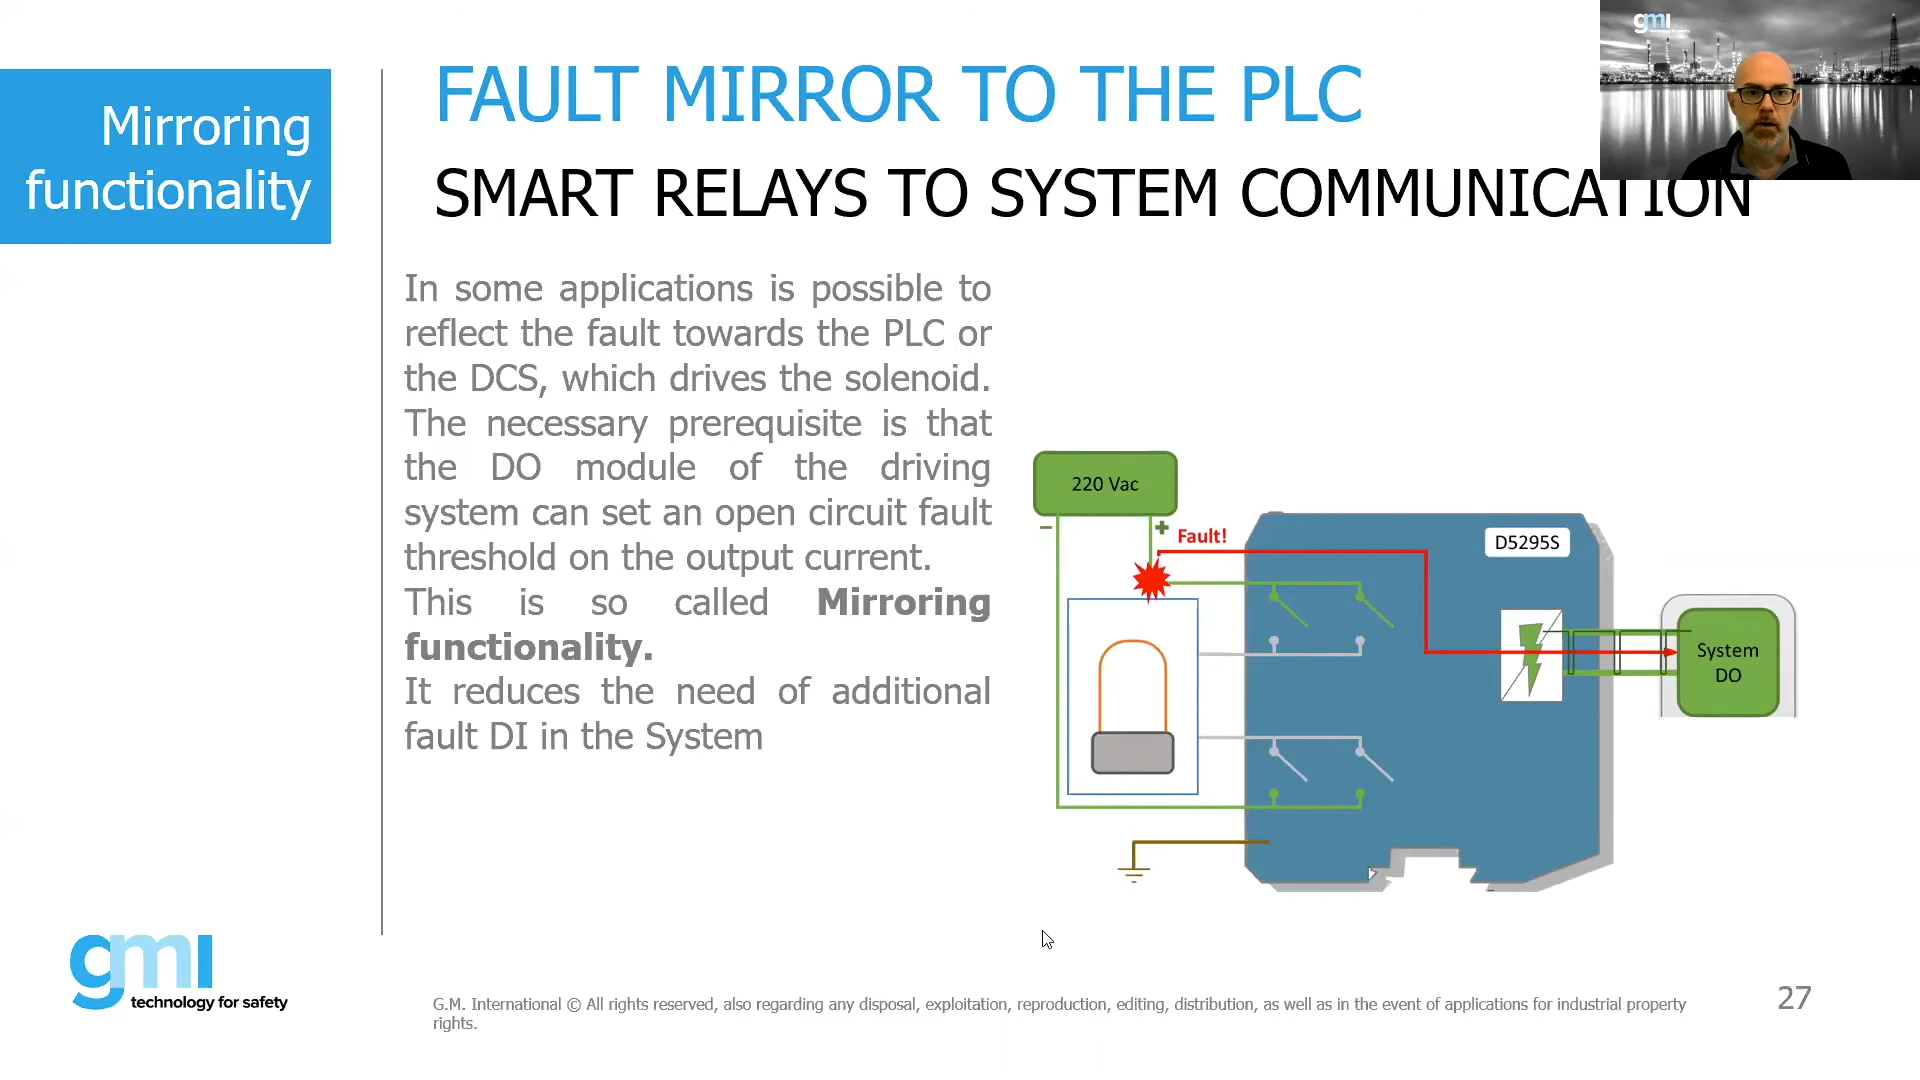 Mirroring
functionality
FAULT MIRROR TO THE PLC
SMART RELAYS TO SYSTEM COMMUNICATION
In some applications is possible to
reflect the fault towards the PLC or
the DCS, which drives the solenoid.
The necessary prerequisite is that
the DO module of the driving
system can set an open circuit fault
threshold on the output current.
This is so called Mirroring
functionality.
It reduces the need of additional
fault DI in the System
220 Vac
− +
Fault!
D5295S
System
DO
gmi
technology for safety
G.M. International © All rights reserved, also regarding any disposal, exploitation, reproduction, editing, distribution, as well as in the event of applications for industrial property
rights.
27
gmi